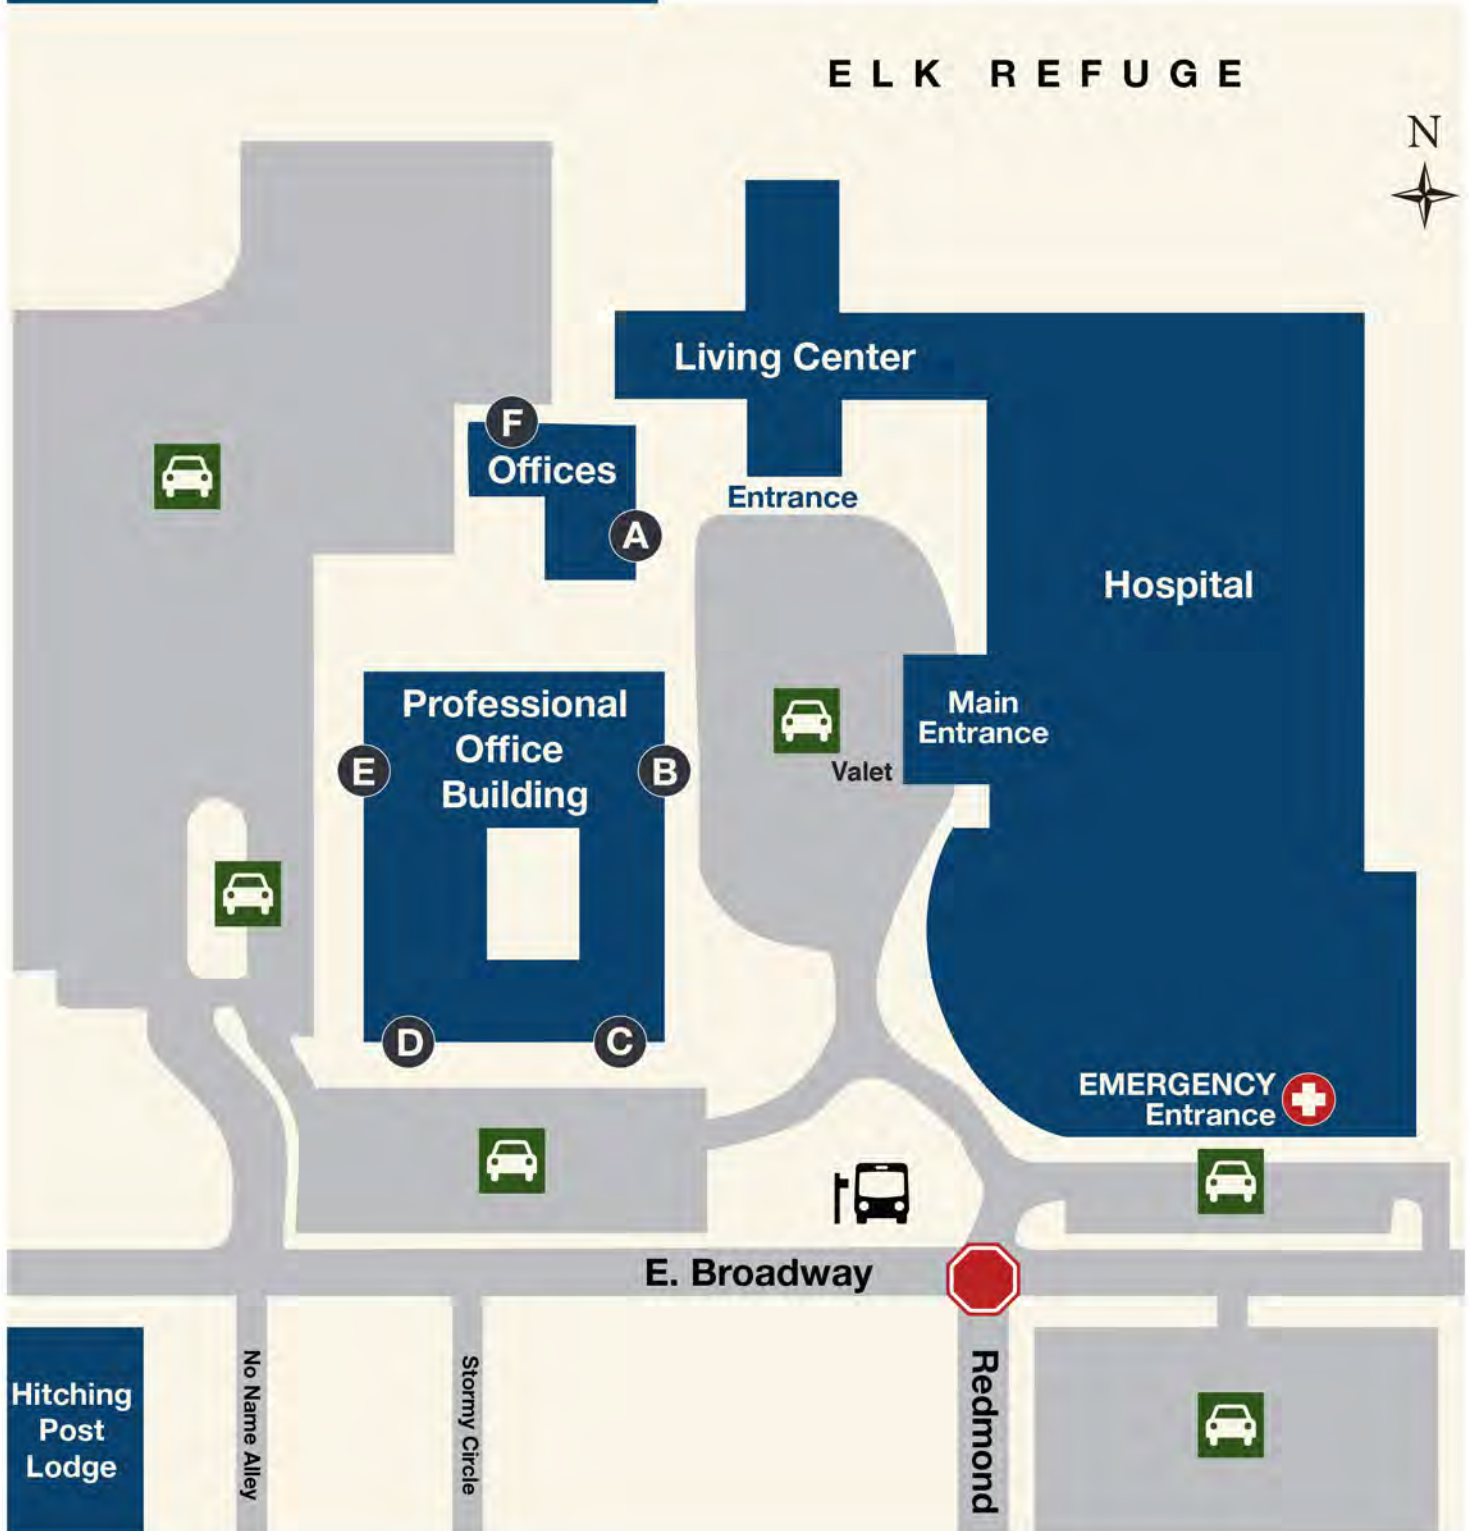 ELK REFUGE
N
Living Center
F
Offices
A
Entrance
Hospital
Professional
Office
Building
E
B
Main
Entrance
Valet
D
C
EMERGENCY
Entrance
E. Broadway
Hitching
Post
Lodge
No Name Alley
Stormy Circle
Redmond